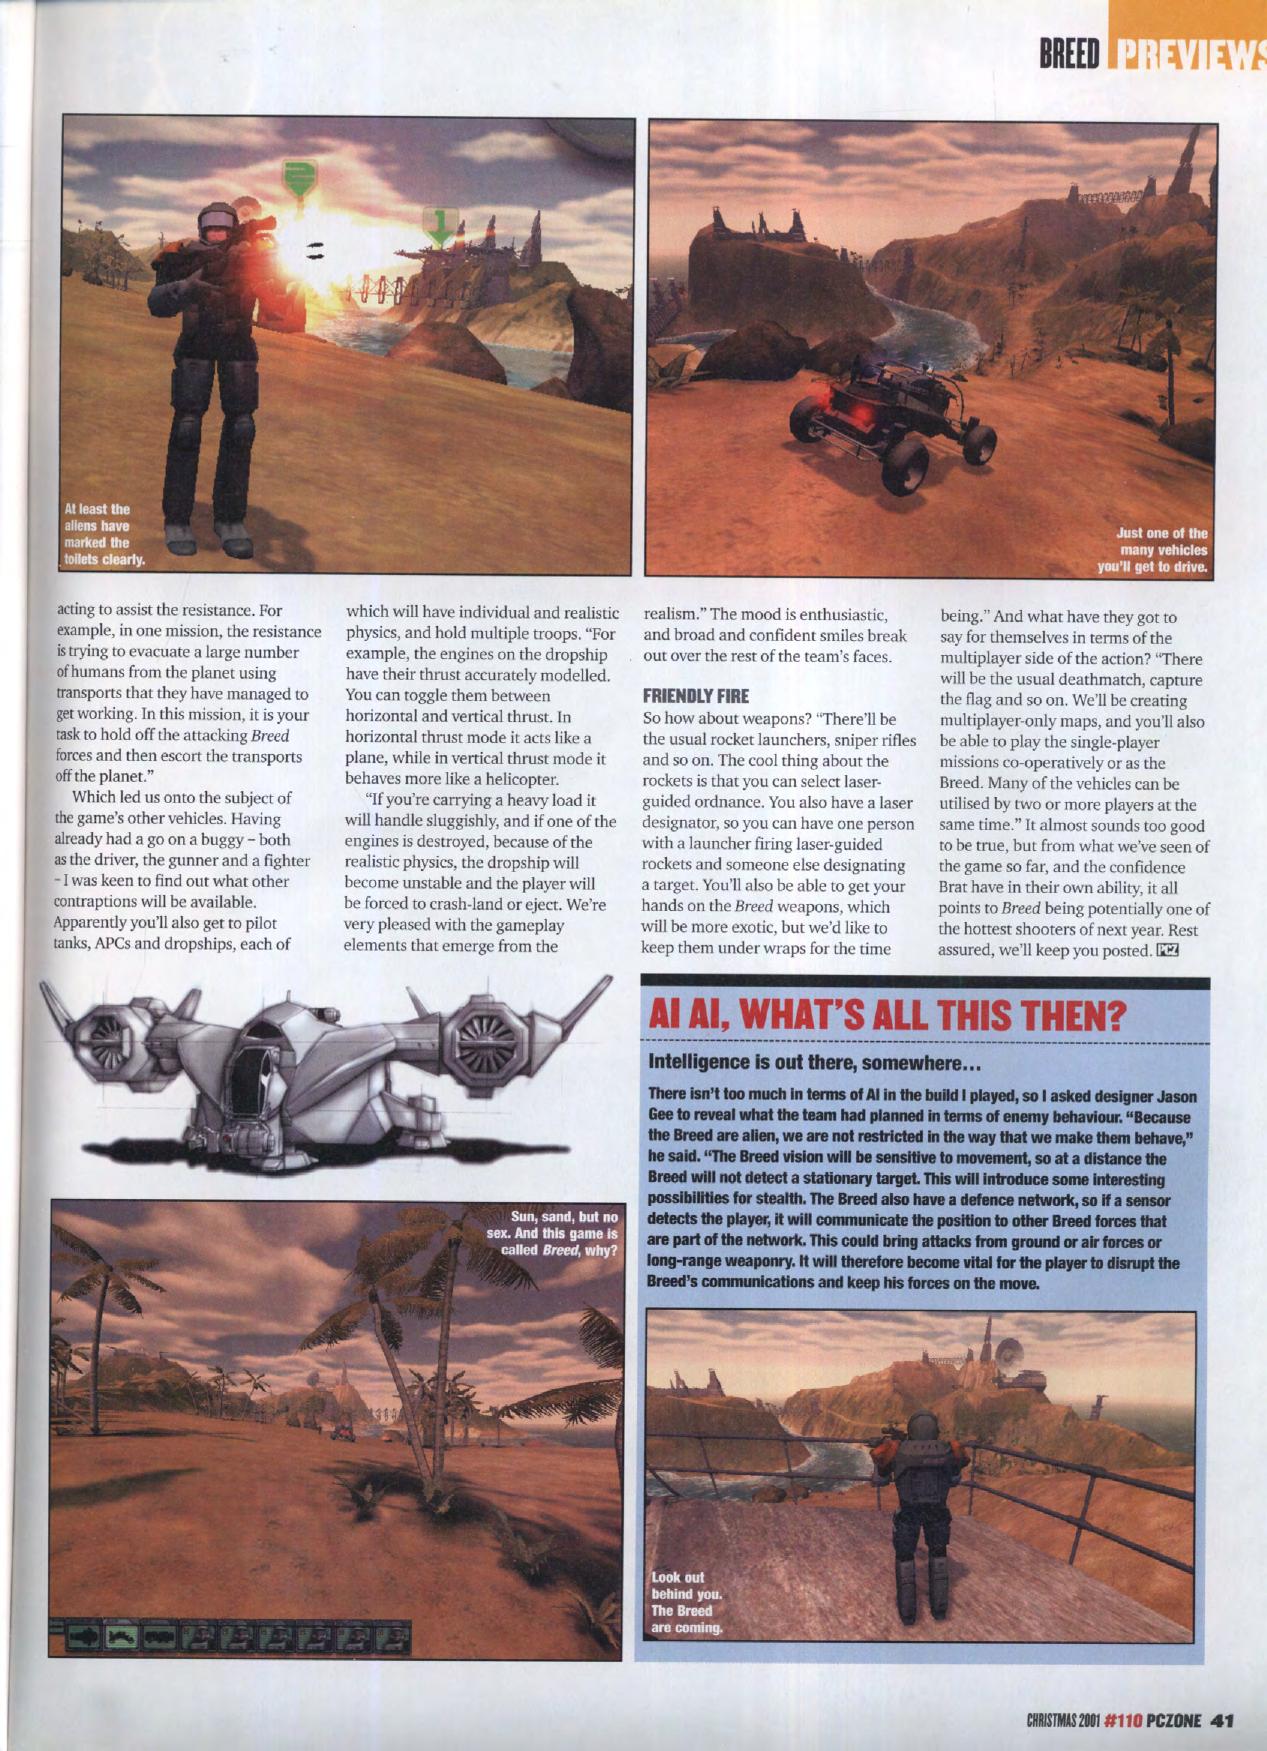 BREED PREVIEWS
At least the
aliens have
marked the
toilets clearly.
Just one of the
many vehicles
you'll get to drive.
acting to assist the resistance. For
example, in one mission, the resistance
is trying to evacuate a large number
of humans from the planet using
transports that they have managed to
get working. In this mission, it is your
task to hold off the attacking Breed
forces and then escort the transports
off the planet."
Which led us onto the subject of
the game's other vehicles. Having
already had a go on a buggy – both
as the driver, the gunner and a fighter
– I was keen to find out what other
contraptions will be available.
Apparently you'll also get to pilot
tanks, APCs and dropships, each of
which will have individual and realistic
physics, and hold multiple troops. "For
example, the engines on the dropship
have their thrust accurately modelled.
You can toggle them between
horizontal and vertical thrust. In
horizontal thrust mode it acts like a
plane, while in vertical thrust mode it
behaves more like a helicopter.
"If you're carrying a heavy load it
will handle sluggishly, and if one of the
engines is destroyed, because of the
realistic physics, the dropship will
become unstable and the player will
be forced to crash-land or eject. We're
very pleased with the gameplay
elements that emerge from the
realism." The mood is enthusiastic,
and broad and confident smiles break
out over the rest of the team's faces.
FRIENDLY FIRE
So how about weapons? "There'll be
the usual rocket launchers, sniper rifles
and so on. The cool thing about the
rockets is that you can select laser-
guided ordnance. You also have a laser
designator, so you can have one person
with a launcher firing laser-guided
rockets and someone else designating
a target. You'll also be able to get your
hands on the Breed weapons, which
will be more exotic, but we'd like to
keep them under wraps for the time
being." And what have they got to
say for themselves in terms of the
multiplayer side of the action? "There
will be the usual deathmatch, capture
the flag and so on. We'll be creating
multiplayer-only maps, and you'll also
be able to play the single-player
missions co-operatively or as the
Breed. Many of the vehicles can be
utilised by two or more players at the
same time." It almost sounds too good
to be true, but from what we've seen of
the game so far, and the confidence
Brat have in their own ability, it all
points to Breed being potentially one of
the hottest shooters of next year. Rest
assured, we'll keep you posted. PCZ
AI AI, WHAT'S ALL THIS THEN?
Intelligence is out there, somewhere...
There isn't too much in terms of AI in the build I played, so I asked designer Jason
Gee to reveal what the team had planned in terms of enemy behaviour. "Because
the Breed are alien, we are not restricted in the way that we make them behave,"
he said. "The Breed vision will be sensitive to movement, so at a distance the
Breed will not detect a stationary target. This will introduce some interesting
possibilities for stealth. The Breed also have a defence network, so if a sensor
detects the player, it will communicate the position to other Breed forces that
are part of the network. This could bring attacks from ground or air forces or
long-range weaponry. It will therefore become vital for the player to disrupt the
Breed's communications and keep his forces on the move.
Sun, sand, but no
sex. And this game is
called Breed, why?
Look out
behind you.
The Breed
are coming.
CHRISTMAS 2001 #110 PCZONE 41